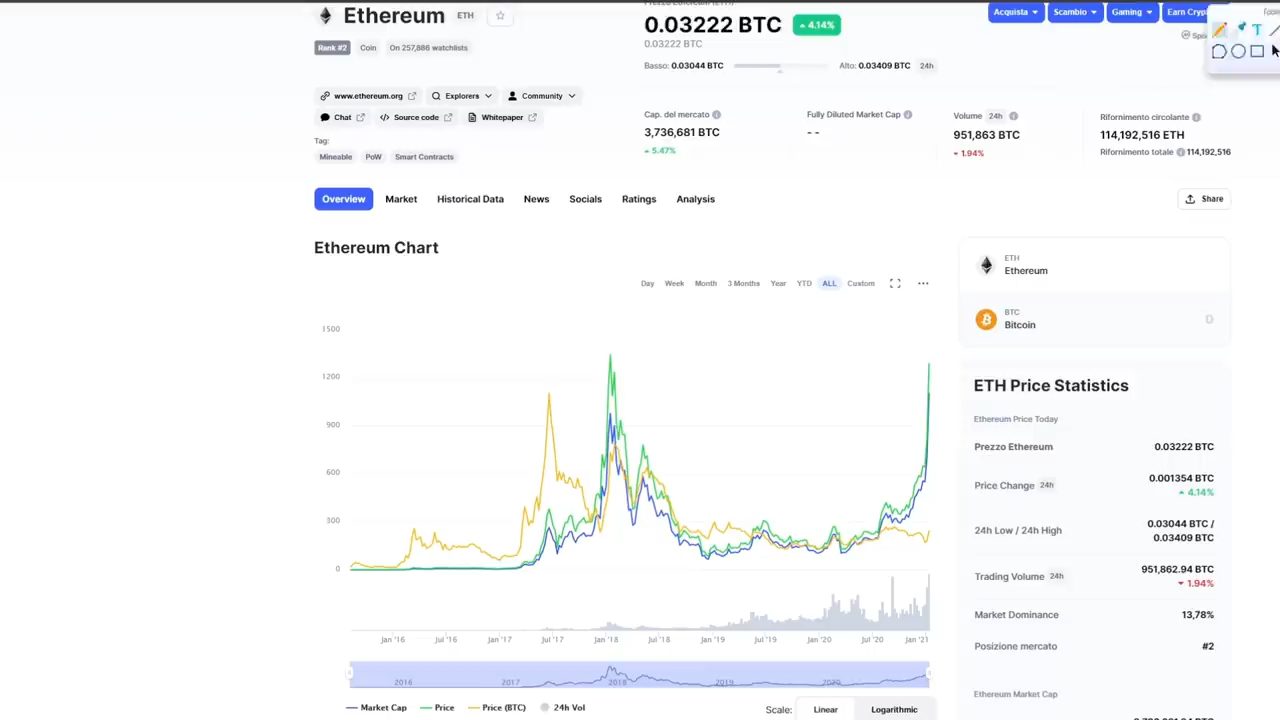 Ethereum ETH
Rank #2 Coin On 257,886 watchlists
www.ethereum.org Explorers Community
Chat Source code Whitepaper
Tag:
Mineable PoW Smart Contracts
Prezzo Ethereum (ETH)
0.03222 BTC 4.14%
0.03222 BTC
Basso: 0.03044 BTC Alto: 0.03409 BTC 24h
Acquista Scambio Gaming Earn Cryp
T
Cap. del mercato
3,736,681 BTC
5.47%
Fully Diluted Market Cap
- -
Volume 24h
951,863 BTC
1.94%
Rifornimento circolante
114,192,516 ETH
Rifornimento totale 114,192,516
Overview Market Historical Data News Socials Ratings Analysis
Share
Ethereum Chart
Day Week Month 3 Months Year YTD ALL Custom
1500
1200
900
600
300
0
Jan '16 Jul '16 Jan '17 Jul '17 Jan '18 Jul '18 Jan '19 Jul '19 Jan '20 Jul '20 Jan '21
2016 2017 2018 2019 2020
Market Cap Price Price (BTC) 24h Vol
Scale: Linear Logarithmic
ETH
Ethereum
BTC
Bitcoin
0
ETH Price Statistics
Ethereum Price Today
Prezzo Ethereum 0.03222 BTC
Price Change 24h 0.001354 BTC
4.14%
24h Low / 24h High 0.03044 BTC /
0.03409 BTC
Trading Volume 24h 951,862.94 BTC
1.94%
Market Dominance 13,78%
Posizione mercato #2
Ethereum Market Cap